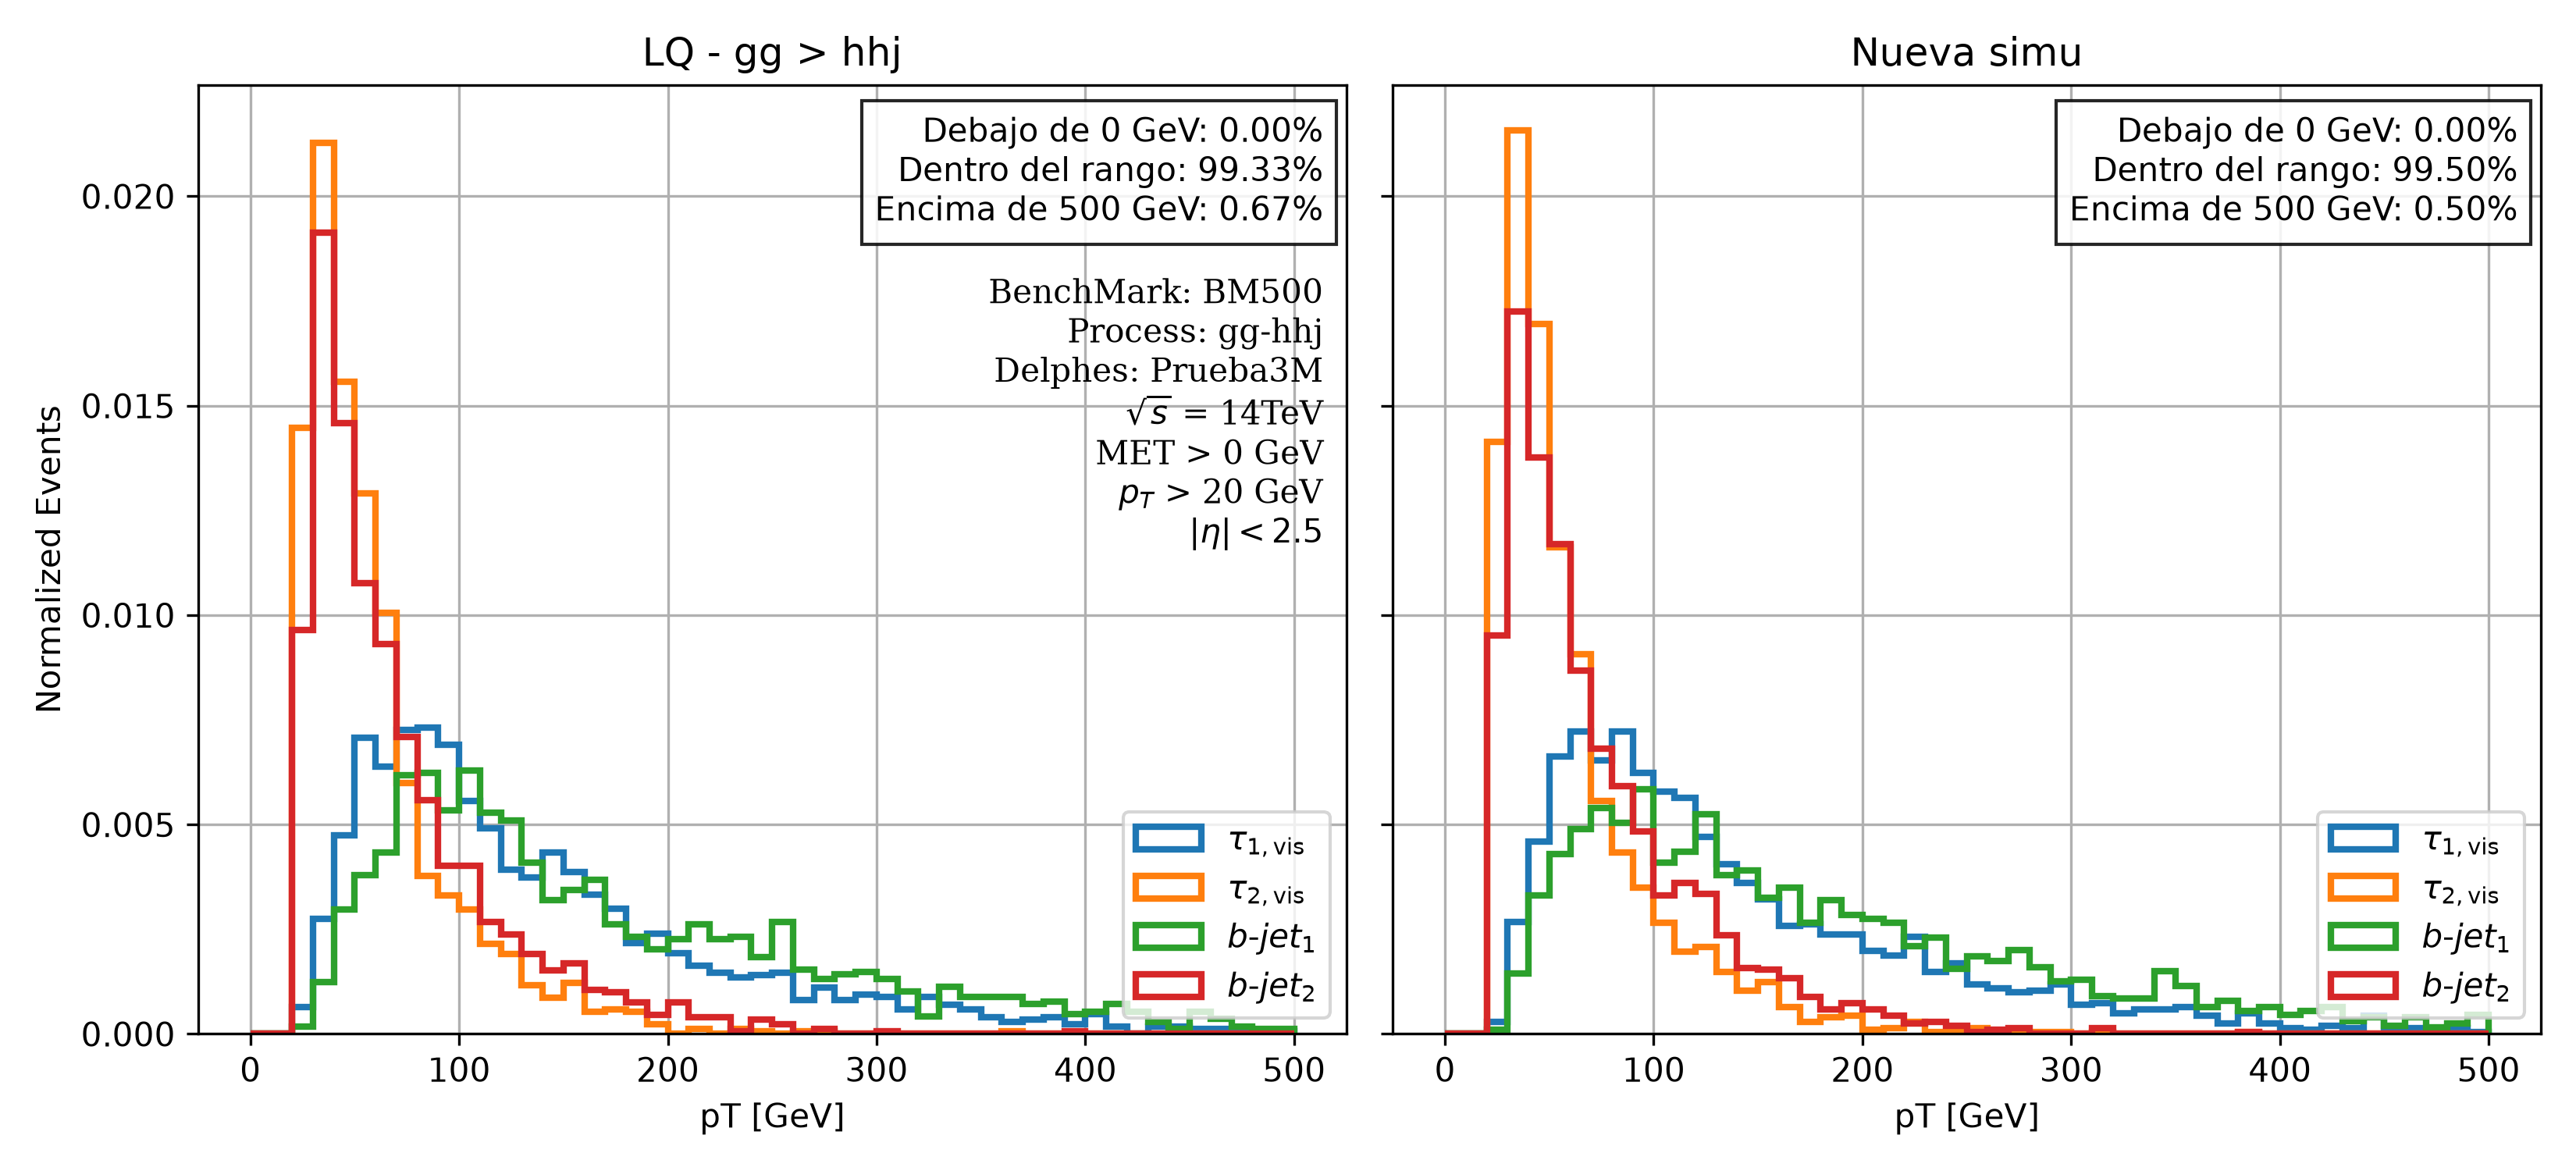 LQ - gg > hhj
Debajo de 0 GeV: 0.00%
Dentro del rango: 99.33%
Encima de 500 GeV: 0.67%
BenchMark: BM500
Process: gg-hhj
Delphes: Prueba3M
√s = 14TeV
MET > 0 GeV
p_T > 20 GeV
|η| < 2.5
Normalized Events
0.020
0.015
0.010
0.005
0.000
τ1, vis
τ2, vis
b-jet1
b-jet2
0 100 200 300 400 500
pT [GeV]
Nueva simu
Debajo de 0 GeV: 0.00%
Dentro del rango: 99.50%
Encima de 500 GeV: 0.50%
τ1, vis
τ2, vis
b-jet1
b-jet2
0 100 200 300 400 500
pT [GeV]